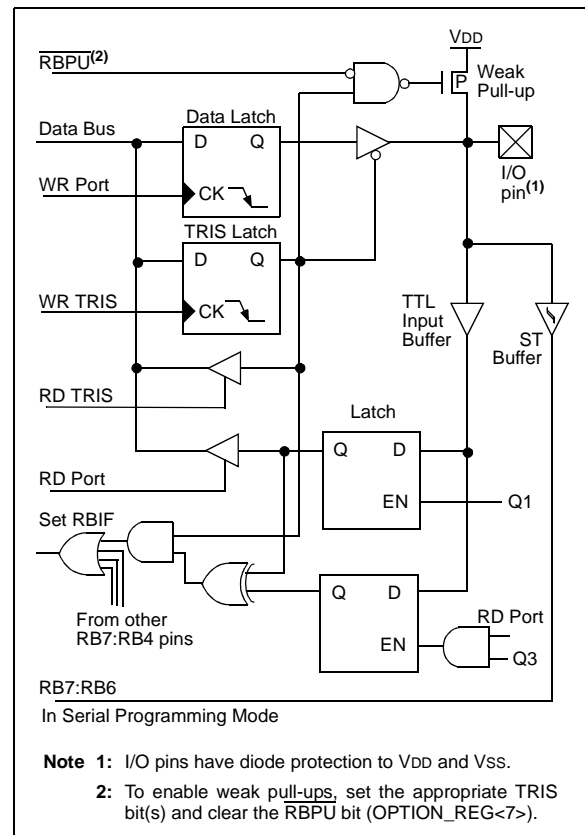 VDD
RBPU(2)
P
Weak
Pull-up
Data Latch
Data Bus
D Q
I/O
pin(1)
WR Port
CK
TRIS Latch
D Q
WR TRIS
CK
TTL
Input
Buffer
ST
Buffer
RD TRIS
Latch
Q D
RD Port
EN
Q1
Set RBIF
Q D
From other
RB7:RB4 pins
RD Port
EN
Q3
RB7:RB6
In Serial Programming Mode
Note 1: I/O pins have diode protection to VDD and VSS.
2: To enable weak pull-ups, set the appropriate TRIS
bit(s) and clear the RBPU bit (OPTION_REG<7>).